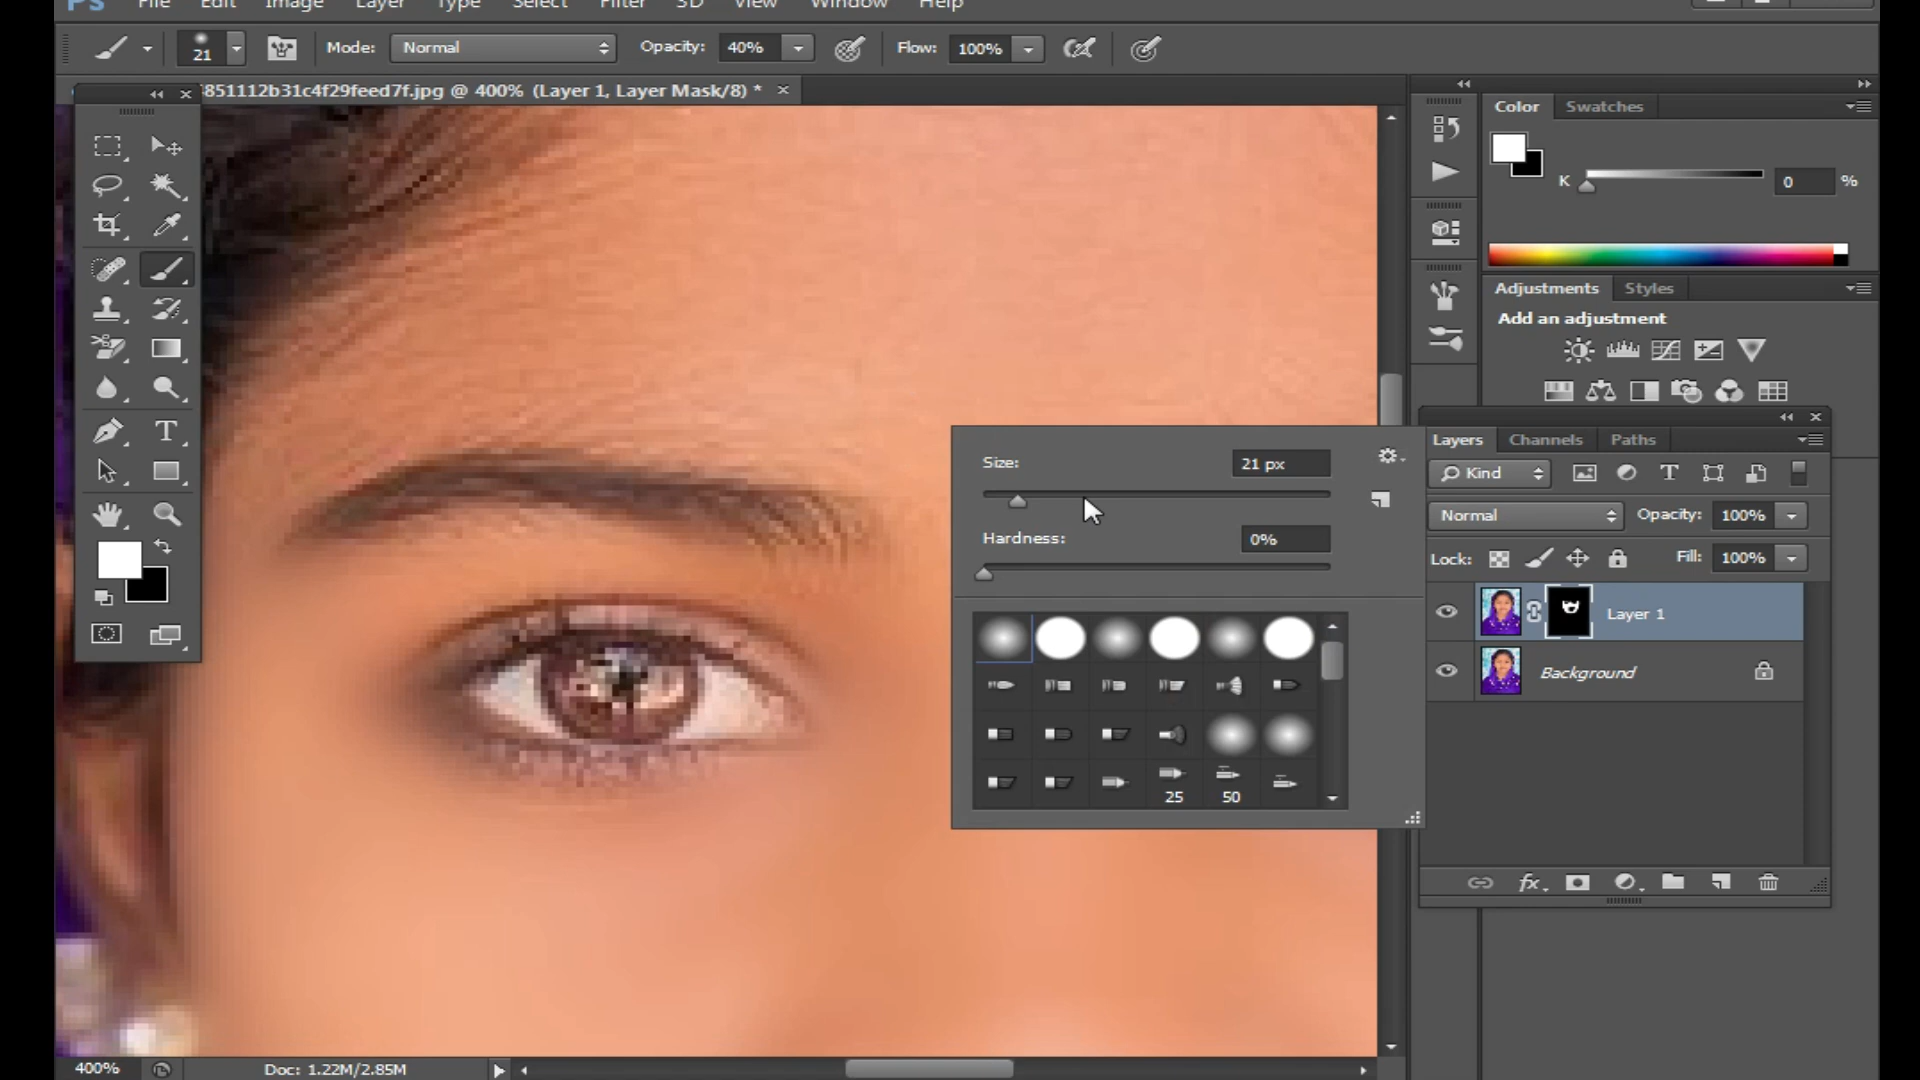 Ps File Edit Image Layer Type Select Filter 3D View Window Help
21 Mode: Normal Opacity: 40% Flow: 100%
851112b31c4f29feed7f.jpg @ 400% (Layer 1, Layer Mask/8) * ×
Color Swatches
K 0 %
Adjustments Styles
Add an adjustment
Size: 21 px
Hardness: 0%
25 50
Layers Channels Paths
Kind
Normal Opacity: 100%
Lock: Fill: 100%
Layer 1
Background
fx
T
400% Doc: 1.22M/2.85M